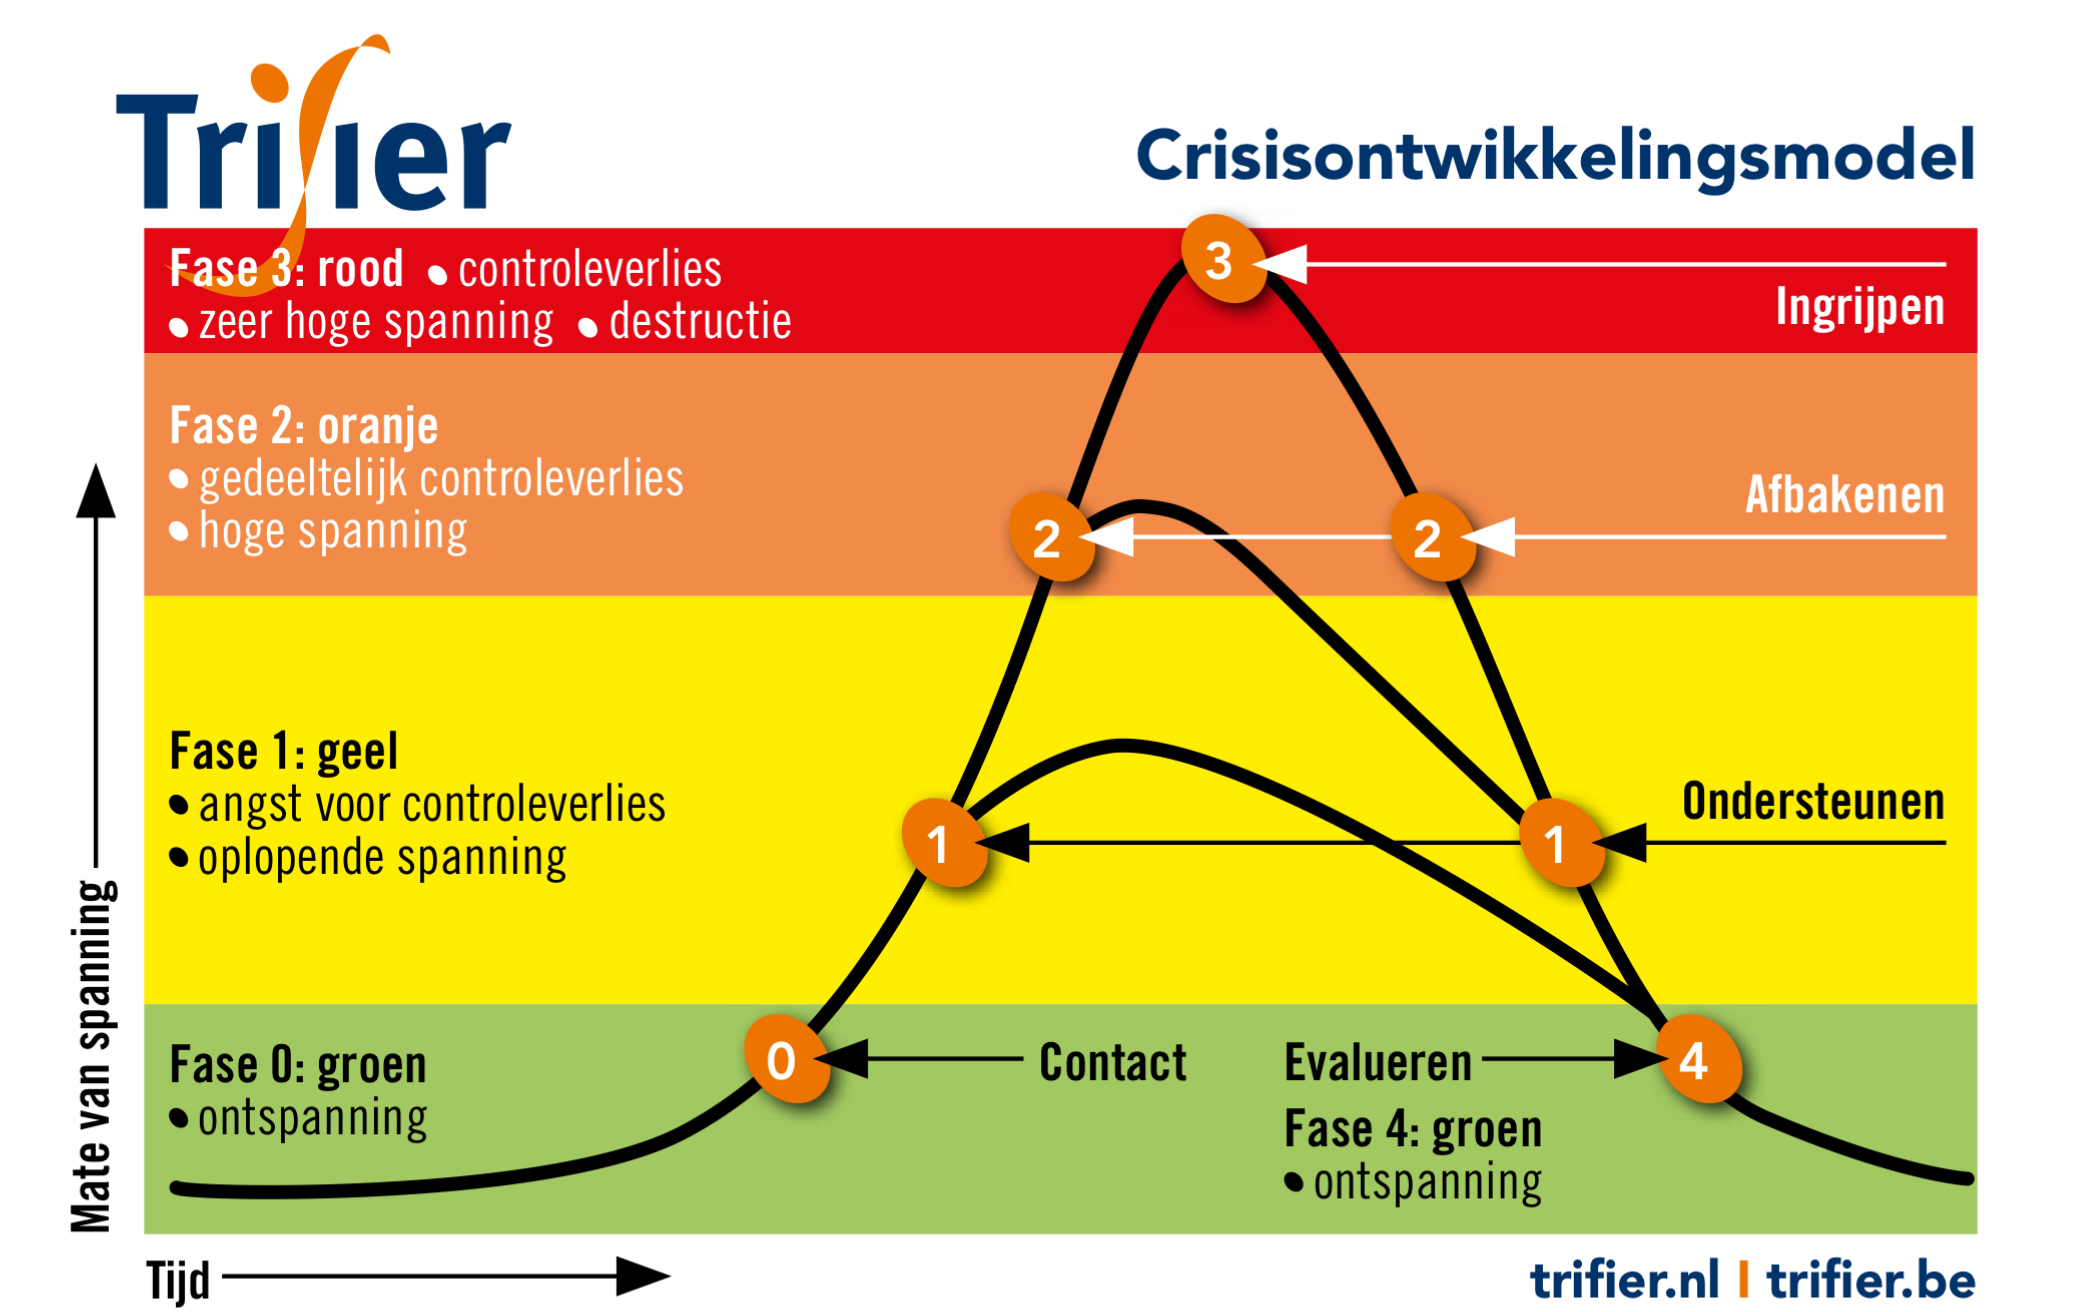 Trifier
Crisisontwikkelingsmodel
Fase 3: rood • controleverlies
• zeer hoge spanning • destructie
3
Ingrijpen
Fase 2: oranje
• gedeeltelijk controleverlies
• hoge spanning
2
2
Afbakenen
Fase 1: geel
• angst voor controleverlies
• oplopende spanning
1
1
Ondersteunen
Fase 0: groen
• ontspanning
0
Contact
Evalueren
4
Fase 4: groen
• ontspanning
Mate van spanning
Tijd
trifier.nl | trifier.be